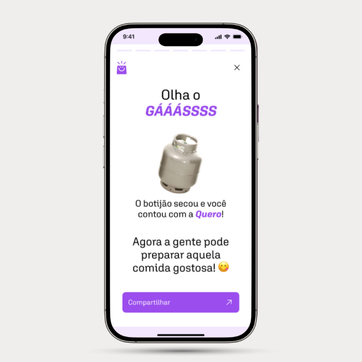 9:41
Olha o
GÁÁÁSSSS
O botijão secou e você
contou com a Quero!
Agora a gente pode
preparar aquela
comida gostosa! 😋
Compartilhar